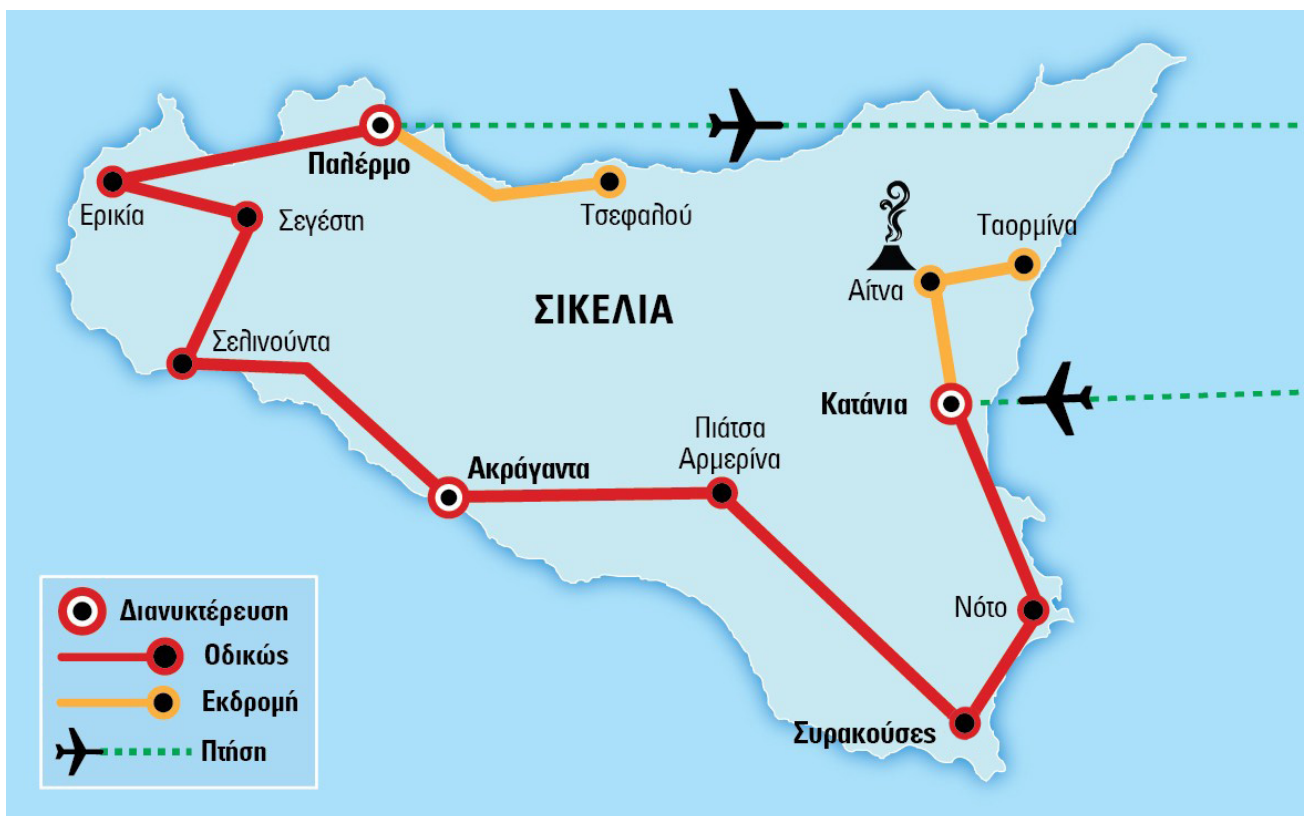 Παλέρμο
Ερικία
Σεγέστη
Τσεφαλού
Ταορμίνα
Αίτνα
ΣΙΚΕΛΙΑ
Σελινούντα
Κατάνια
Πιάτσα
Αρμερίνα
Ακράγαντα
Νότο
Συρακούσες
Διανυκτέρευση
Οδικώς
Εκδρομή
Πτήση